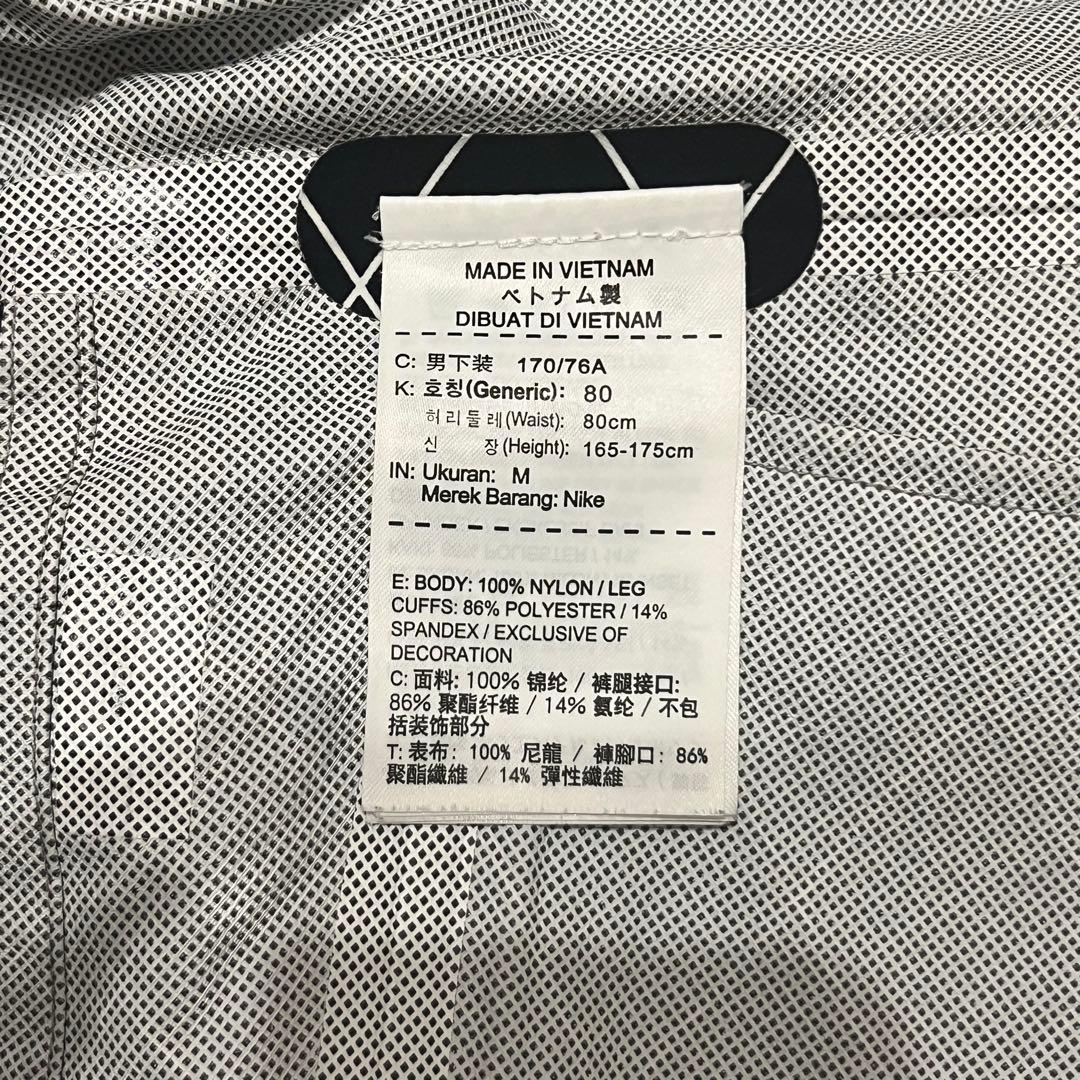 MADE IN VIETNAM
ベトナム製
DIBUAT DI VIETNAM
C: 男下装 170/76A
K: 호칭(Generic): 80
허리둘레(Waist): 80cm
신 장(Height): 165-175cm
IN: Ukuran: M
Merek Barang: Nike
E: BODY: 100% NYLON / LEG
CUFFS: 86% POLYESTER / 14%
SPANDEX / EXCLUSIVE OF
DECORATION
C: 面料: 100% 锦纶 / 裤腿接口:
86% 聚酯纤维 / 14% 氨纶 / 不包
括装饰部分
T: 表布: 100% 尼龍 / 褲腳口: 86%
聚酯纖維 / 14% 彈性纖維